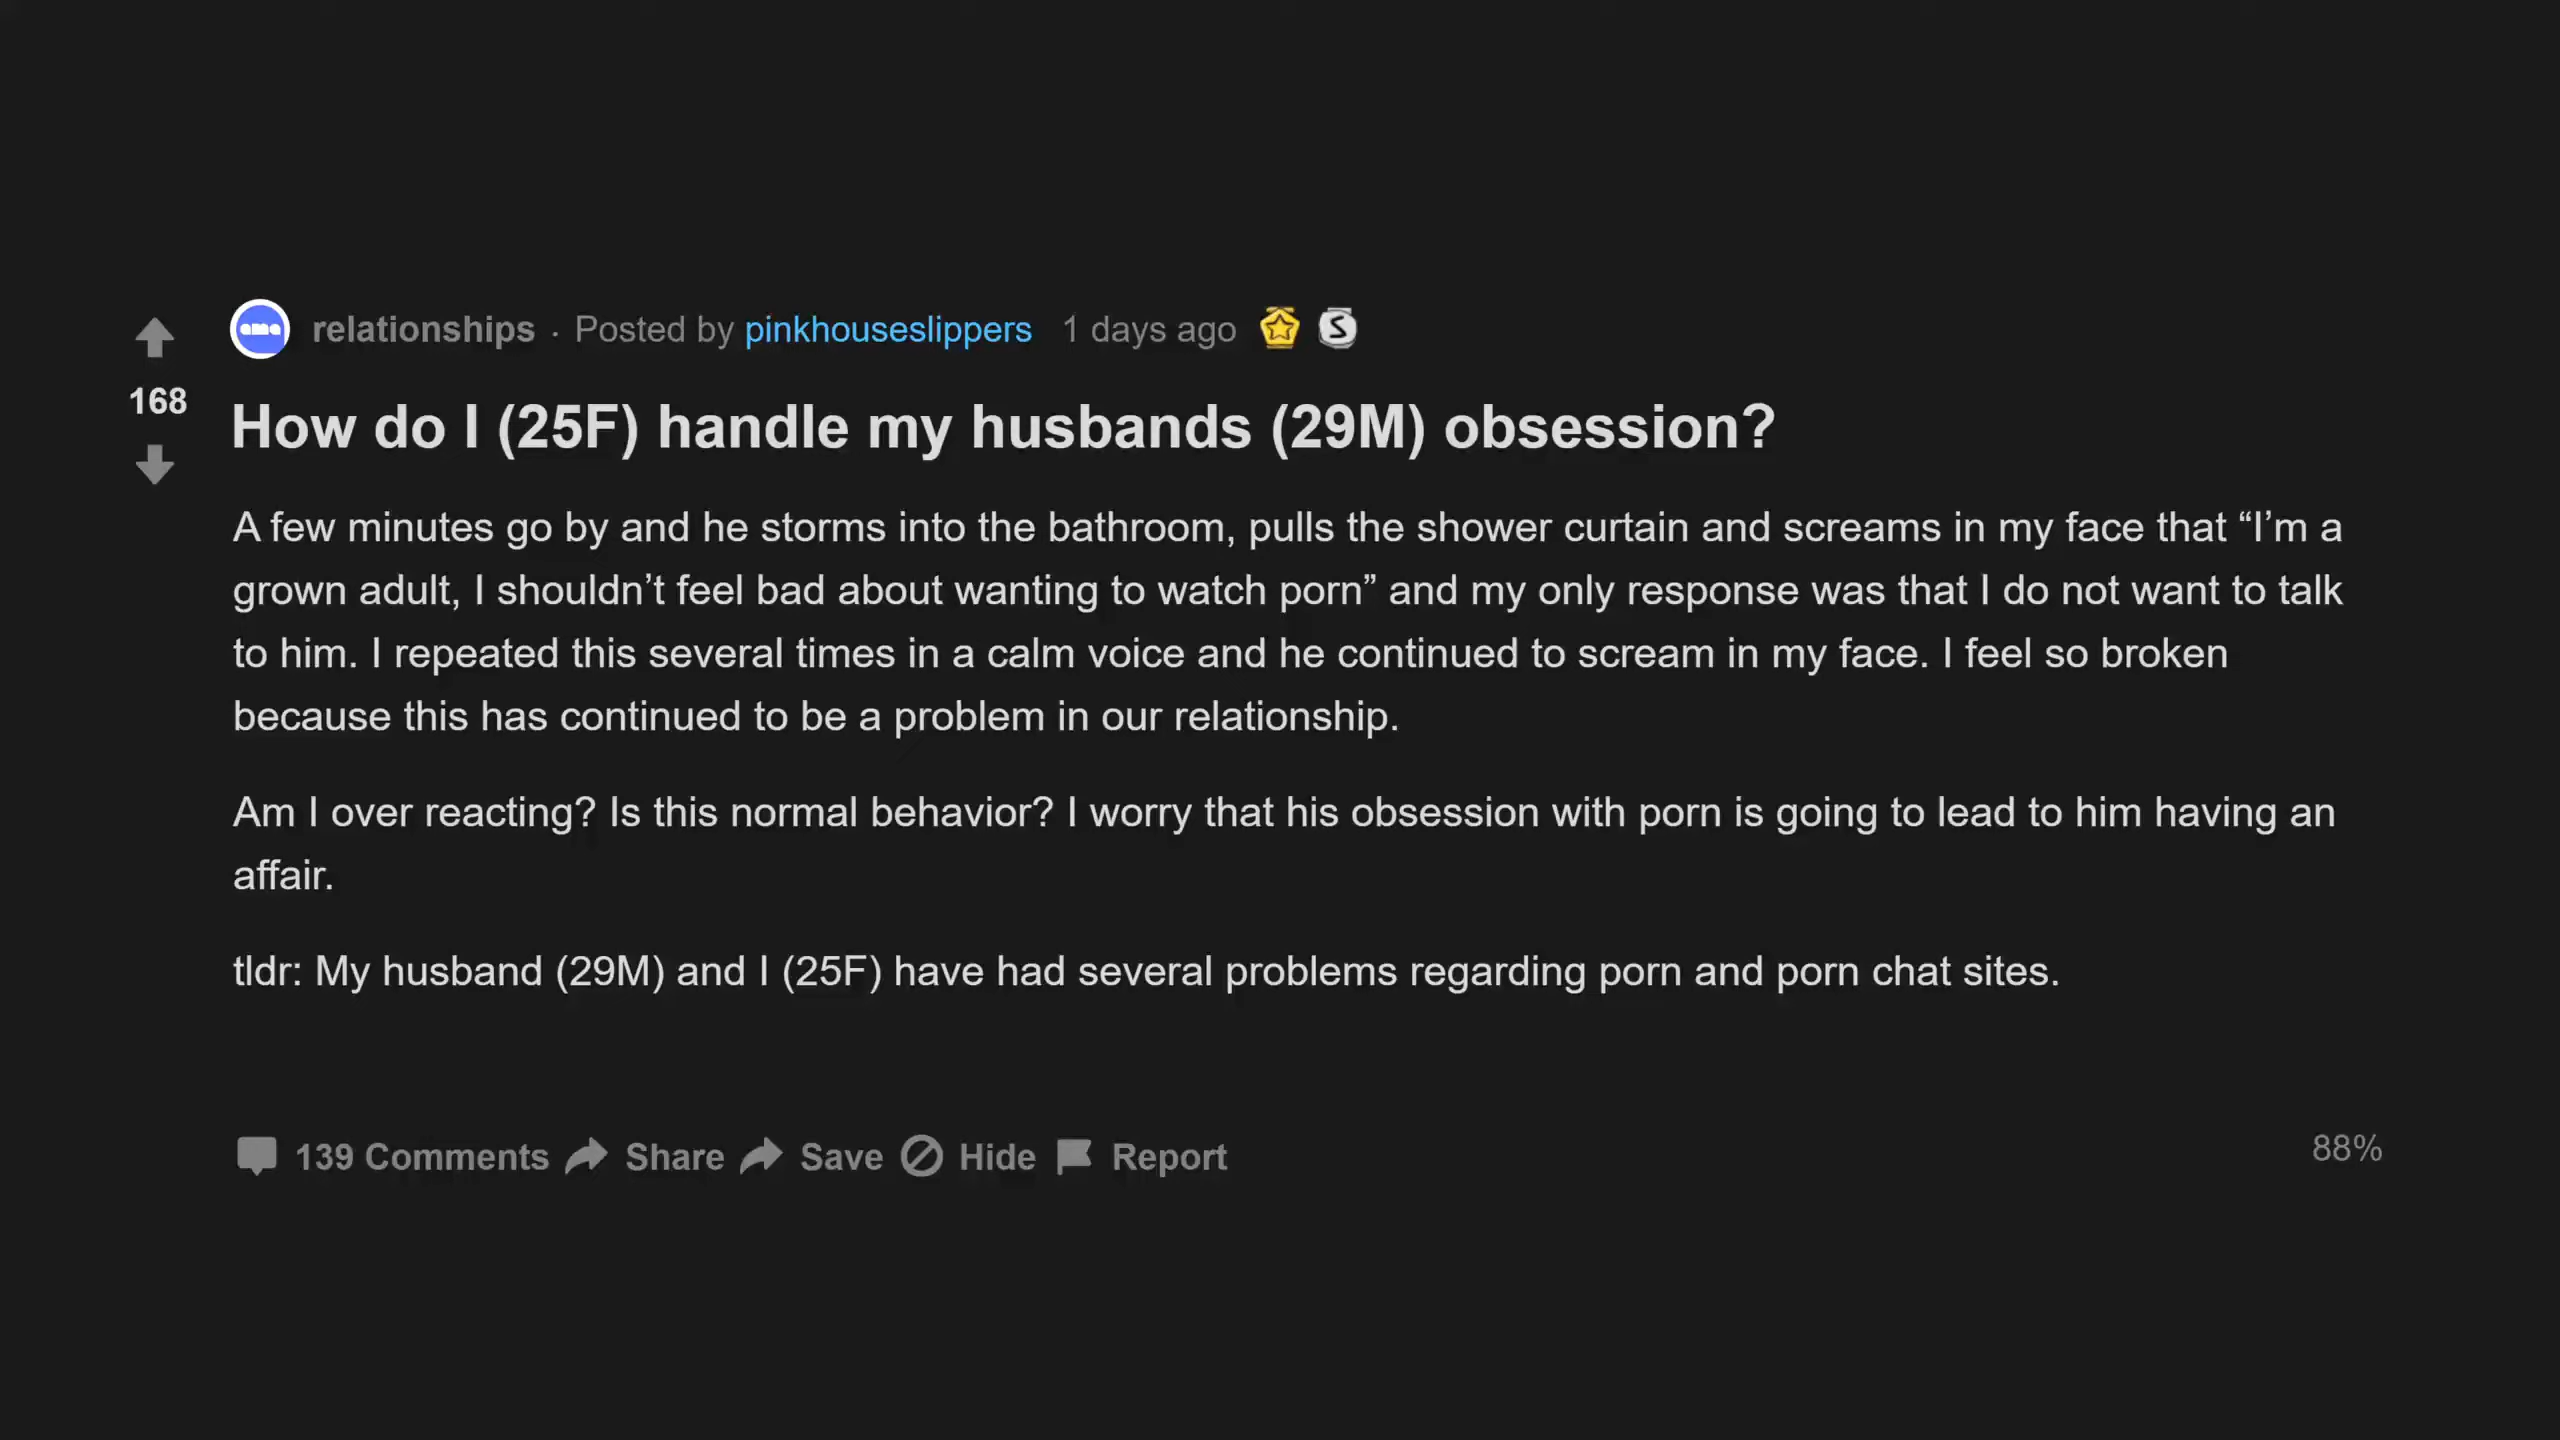 relationships · Posted by pinkhouseslippers 1 days ago
168
How do I (25F) handle my husbands (29M) obsession?
A few minutes go by and he storms into the bathroom, pulls the shower curtain and screams in my face that “I’m a
grown adult, I shouldn’t feel bad about wanting to watch porn” and my only response was that I do not want to talk
to him. I repeated this several times in a calm voice and he continued to scream in my face. I feel so broken
because this has continued to be a problem in our relationship.
Am I over reacting? Is this normal behavior? I worry that his obsession with porn is going to lead to him having an
affair.
tldr: My husband (29M) and I (25F) have had several problems regarding porn and porn chat sites.
139 Comments Share Save Hide Report 88%